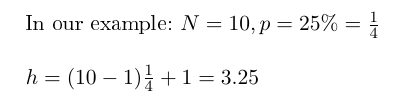 In our example: N = 10, p = 25% = 1/4
h = (10 − 1)1/4 + 1 = 3.25